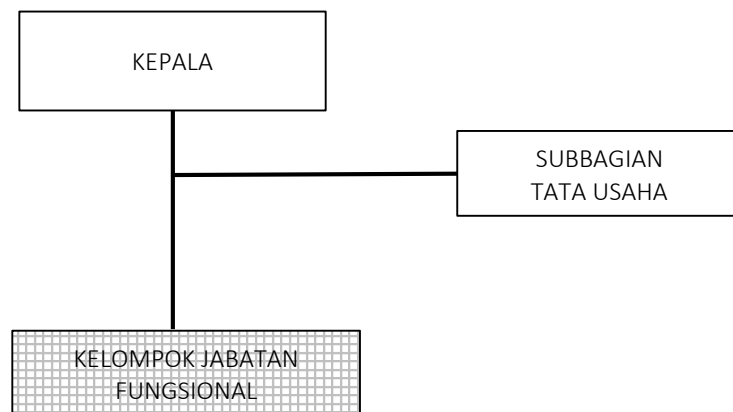 KEPALA
SUBBAGIAN
TATA USAHA
KELOMPOK JABATAN
FUNGSIONAL